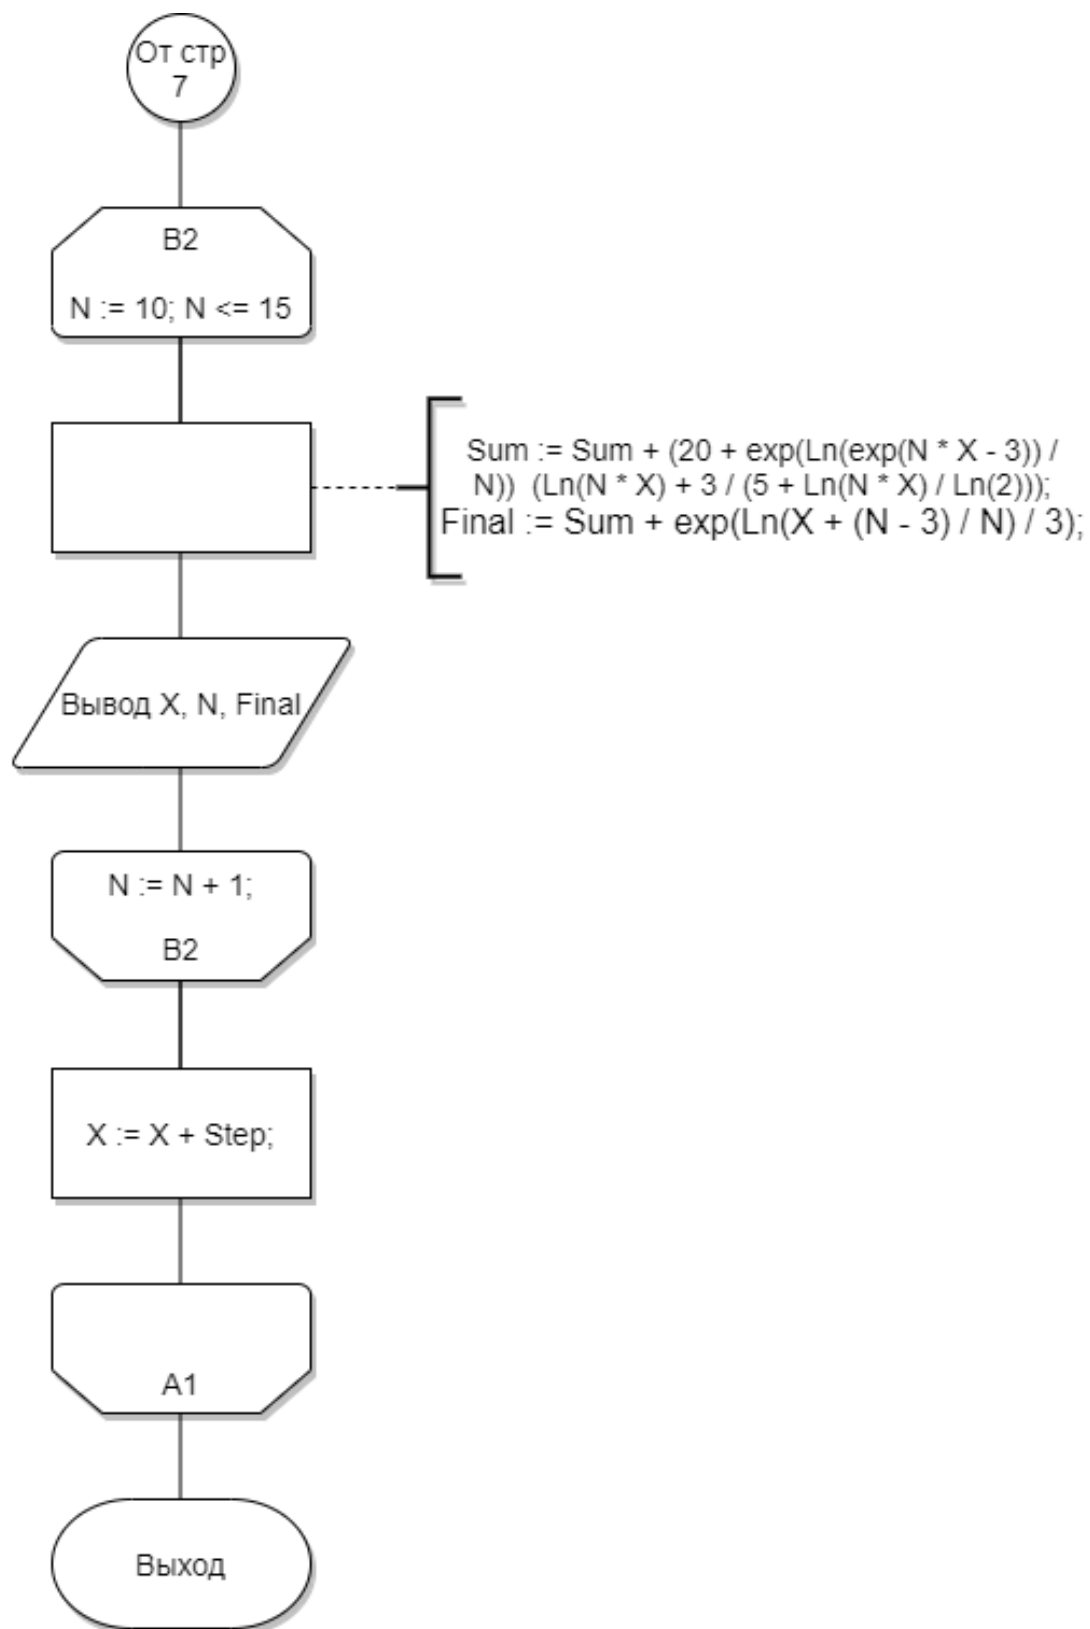 От стр
7
B2
N := 10; N <= 15
Sum := Sum + (20 + exp(Ln(exp(N * X - 3)) /
N))  (Ln(N * X) + 3 / (5 + Ln(N * X) / Ln(2)));
Final := Sum + exp(Ln(X + (N - 3) / N) / 3);
Вывод X, N, Final
N := N + 1;
B2
X := X + Step;
A1
Выход